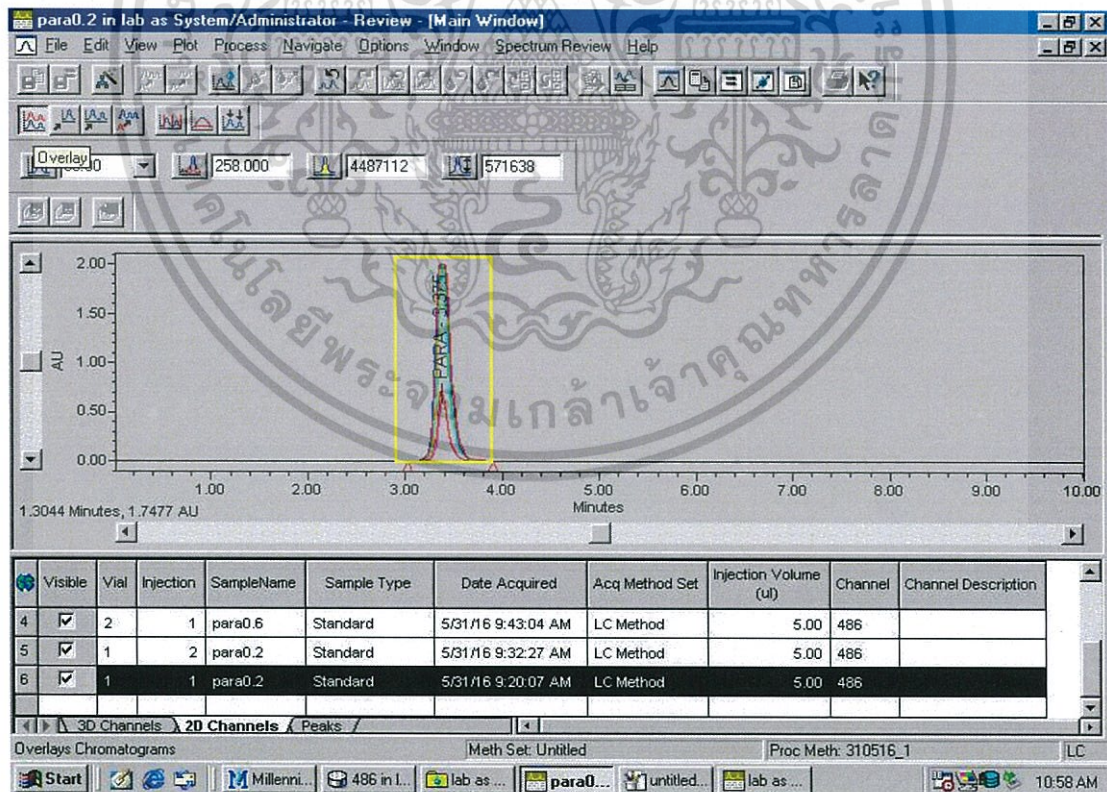 para0.2 in lab as System/Administrator - Review - [Main Window]
File Edit View Plot Process Navigate Options Window Spectrum Review Help
Overlay
258.000 4487112 571638
2.00
1.50
AU 1.00
0.50
0.00
PARA - 3.375
1.00 2.00 3.00 4.00 5.00 6.00 7.00 8.00 9.00 10.00
Minutes
1.3044 Minutes, 1.7477 AU
Visible Vial Injection SampleName Sample Type Date Acquired Acq Method Set Injection Volume (ul) Channel Channel Description
4 2 1 para0.6 Standard 5/31/16 9:43:04 AM LC Method 5.00 486
5 1 2 para0.2 Standard 5/31/16 9:32:27 AM LC Method 5.00 486
6 1 1 para0.2 Standard 5/31/16 9:20:07 AM LC Method 5.00 486
3D Channels 2D Channels Peaks
Overlays Chromatograms Meth Set: Untitled Proc Meth: 310516_1 LC
Start Millenni... 486 in l... lab as ... para0... untitled... lab as ... 10:58 AM